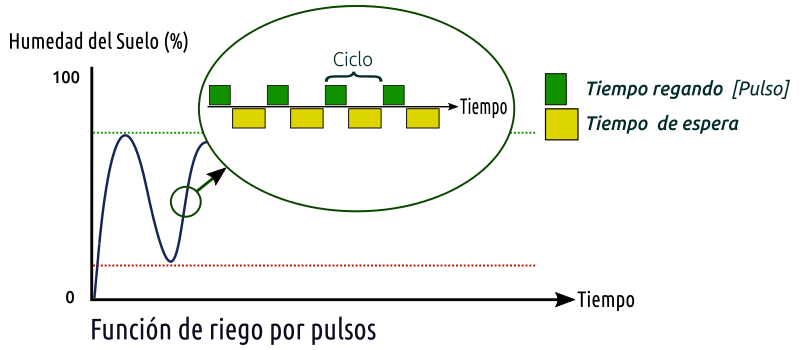 Humedad del Suelo (%)
100
Ciclo
Tiempo
Tiempo regando [Pulso]
Tiempo de espera
0
Tiempo
Función de riego por pulsos